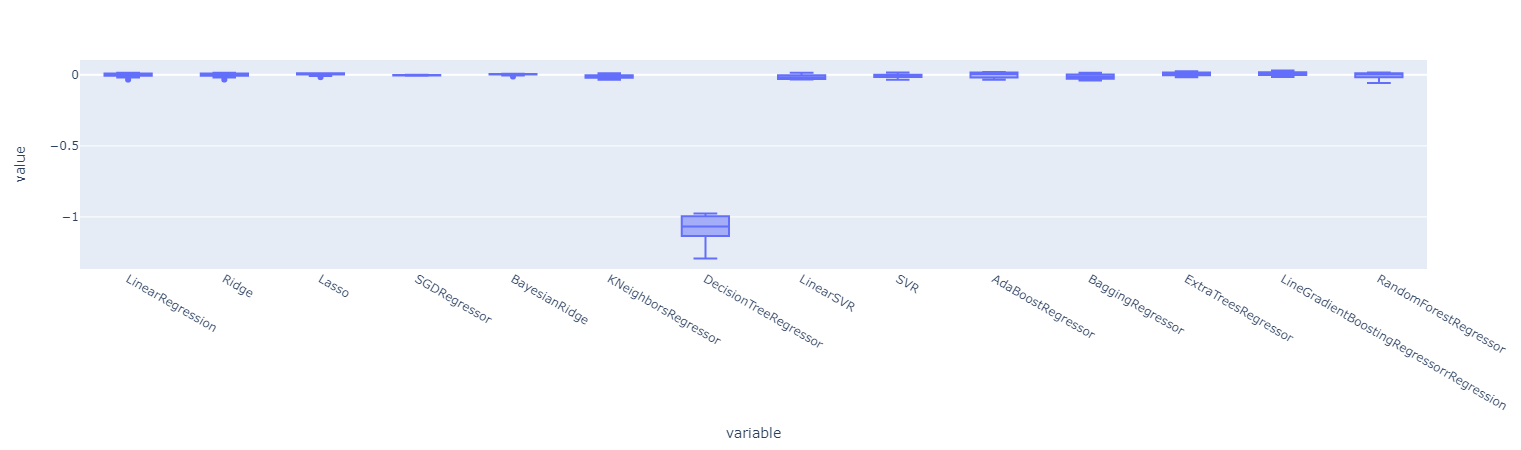 value
0
−0.5
−1
LinearRegression
Ridge
Lasso
SGDRegressor
BayesianRidge
KNeighborsRegressor
DecisionTreeRegressor
LinearSVR
SVR
AdaBoostRegressor
BaggingRegressor
ExtraTreesRegressor
LineGradientBoostingRegressorrRegression
RandomForestRegressor
variable